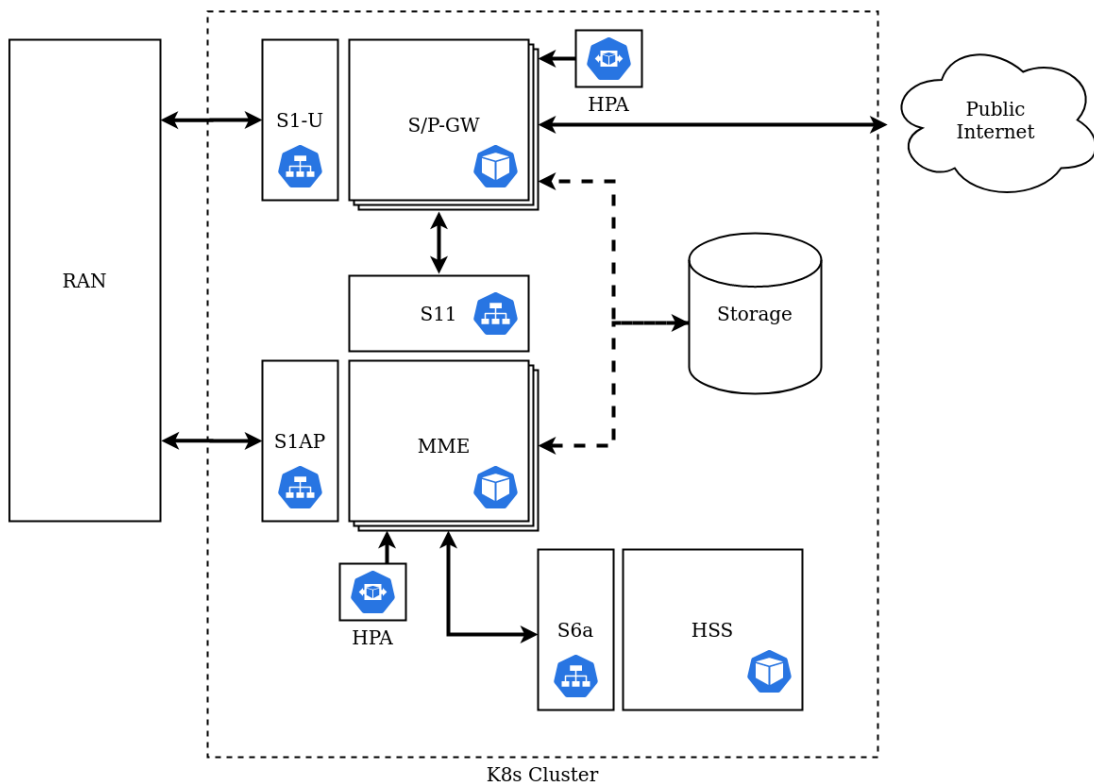 HPA
S1-U
S/P-GW
Public
Internet
RAN
S11
Storage
S1AP
MME
HPA
S6a
HSS
K8s Cluster